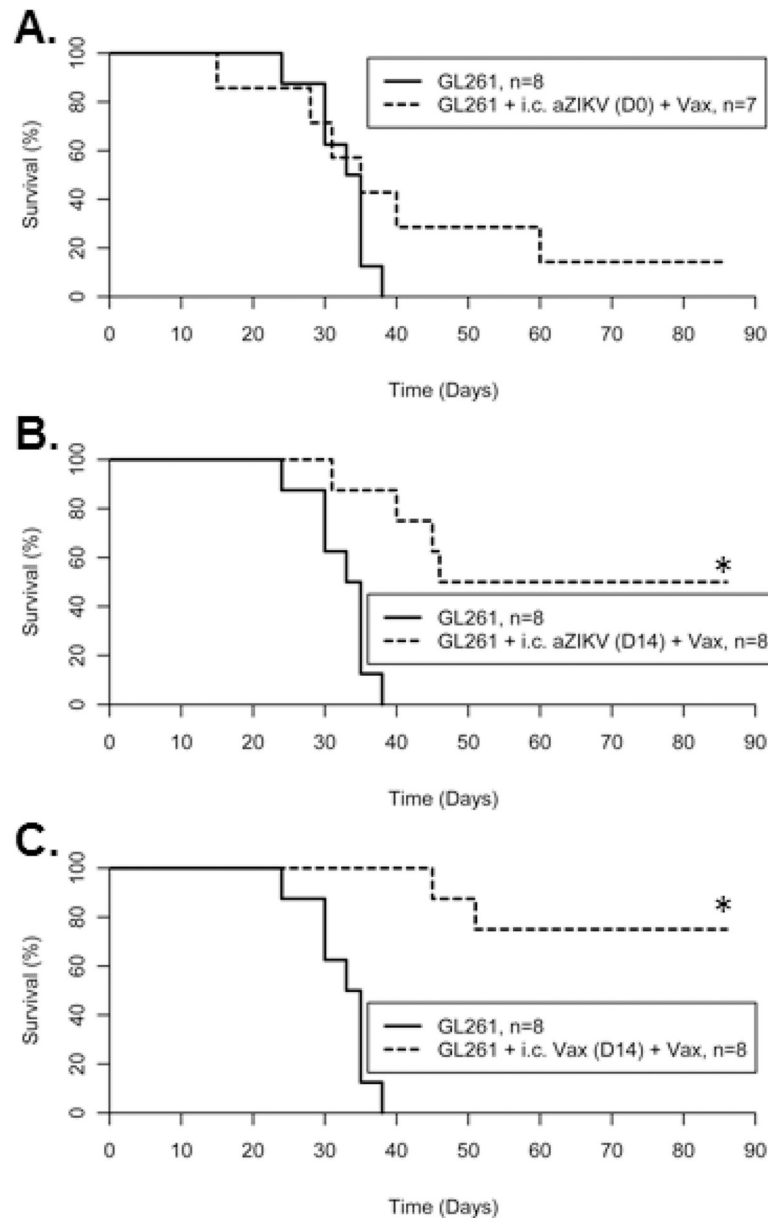 A.
Survival (%)
0 20 40 60 80 100
GL261, n=8
GL261 + i.c. aZIKV (D0) + Vax, n=7
0 10 20 30 40 50 60 70 80 90
Time (Days)
B.
Survival (%)
0 20 40 60 80 100
*
GL261, n=8
GL261 + i.c. aZIKV (D14) + Vax, n=8
0 10 20 30 40 50 60 70 80 90
Time (Days)
C.
Survival (%)
0 20 40 60 80 100
*
GL261, n=8
GL261 + i.c. Vax (D14) + Vax, n=8
0 10 20 30 40 50 60 70 80 90
Time (Days)